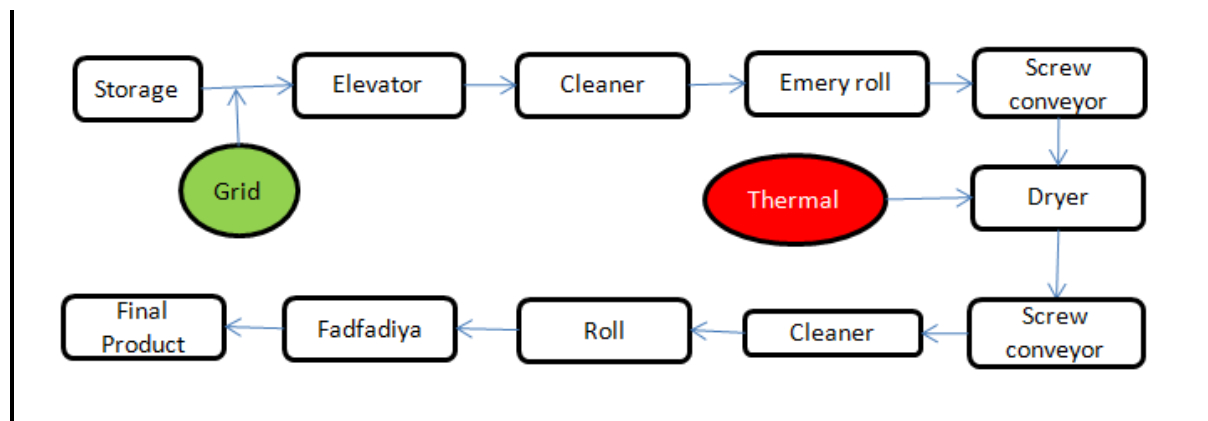 Storage
Elevator
Cleaner
Emery roll
Screw
conveyor
Grid
Thermal
Dryer
Final
Product
Fadfadiya
Roll
Cleaner
Screw
conveyor